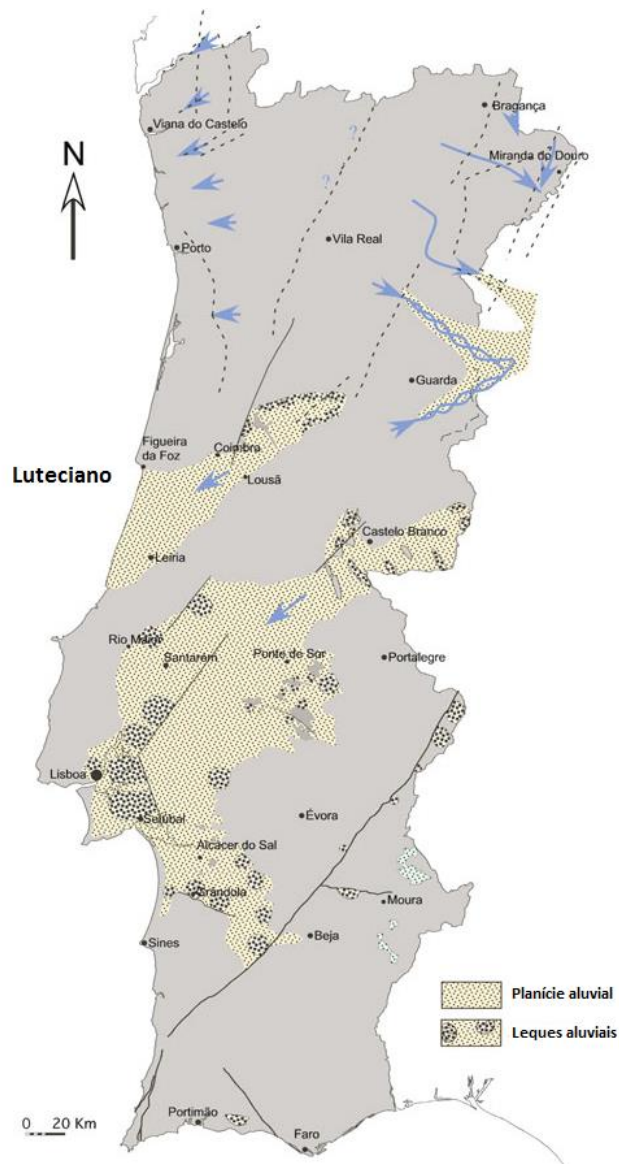 Bragança
Viana do Castelo
?
Miranda do Douro
N
?
Vila Real
Porto
Guarda
Figueira
da Foz
Coimbra
Luteciano
Lousã
Castelo Branco
Leiria
Rio Maior
Santarém
Ponte de Sor
Portalegre
Lisboa
Setúbal
Évora
Alcácer do Sal
Grândola
Moura
Beja
Sines
Planície aluvial
Leques aluviais
Portimão
0 20 Km
Faro